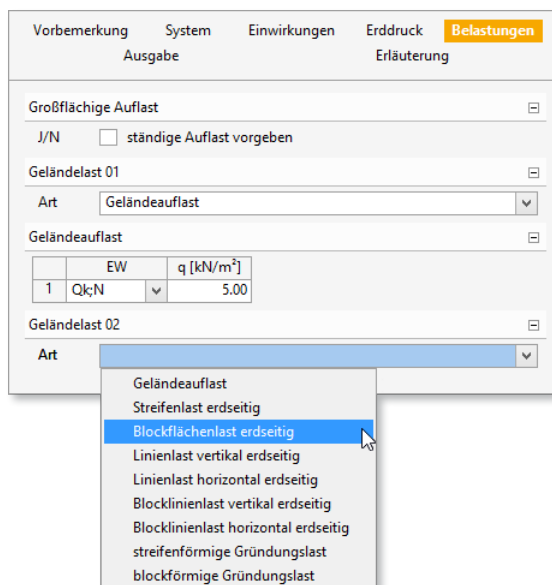 Vorbemerkung System Einwirkungen Erddruck Belastungen
Ausgabe Erläuterung
Großflächige Auflast
J/N ständige Auflast vorgeben
Geländelast 01
Art Geländeauflast
Geländeauflast
EW q [kN/m²]
1 Qk;N 5.00
Geländelast 02
Art
Geländeauflast
Streifenlast erdseitig
Blockflächenlast erdseitig
Linienlast vertikal erdseitig
Linienlast horizontal erdseitig
Blocklinienlast vertikal erdseitig
Blocklinienlast horizontal erdseitig
streifenförmige Gründungslast
blockförmige Gründungslast